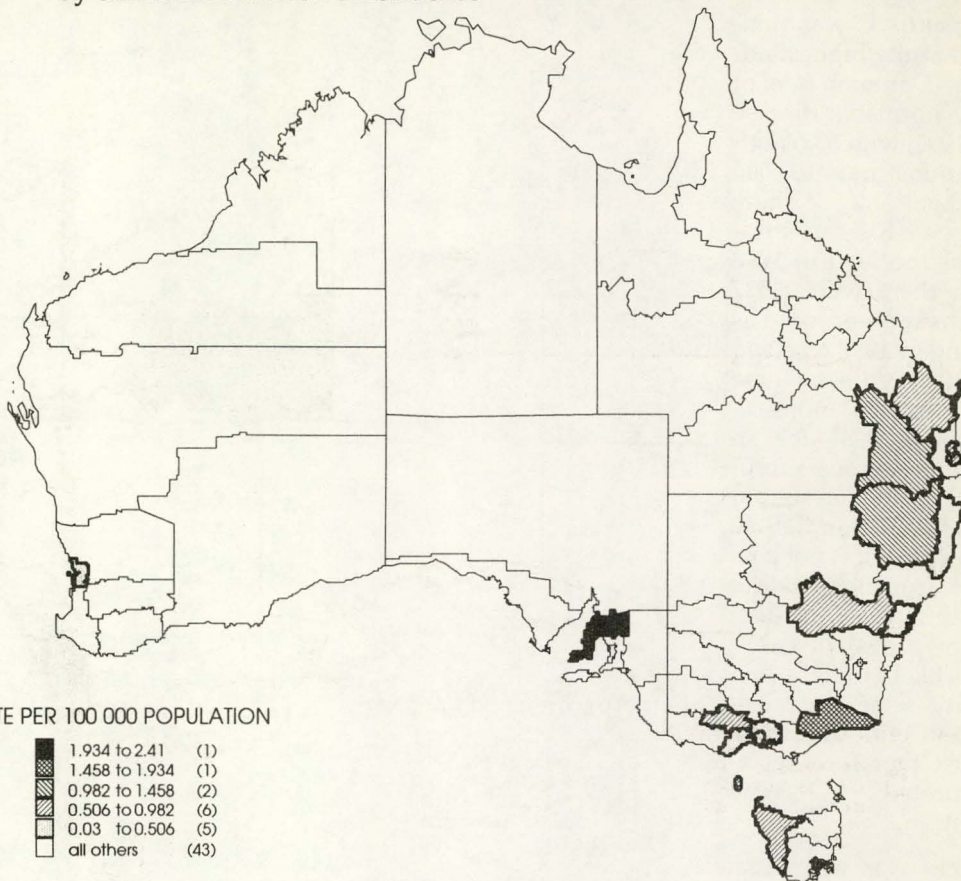 TE PER 100 000 POPULATION
1.934 to 2.41 (1)
1.458 to 1.934 (1)
0.982 to 1.458 (2)
0.506 to 0.982 (6)
0.03 to 0.506 (5)
all others (43)